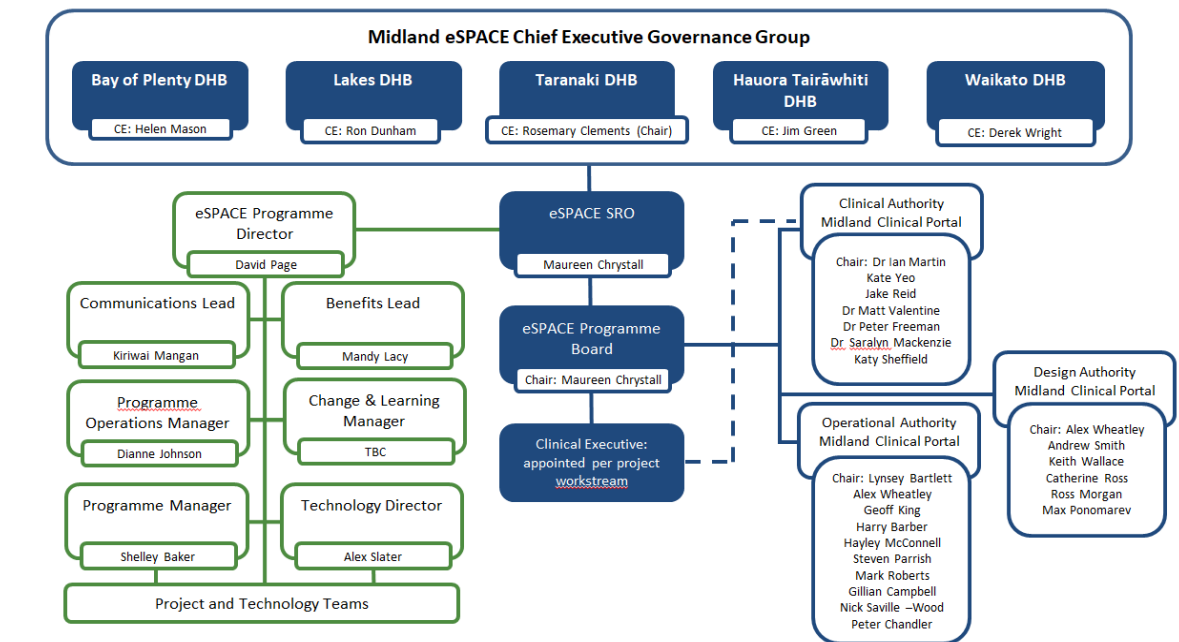 Midland eSPACE Chief Executive Governance Group
Bay of Plenty DHB
CE: Helen Mason
Lakes DHB
CE: Ron Dunham
Taranaki DHB
CE: Rosemary Clements (Chair)
Hauora Tairāwhiti
DHB
CE: Jim Green
Waikato DHB
CE: Derek Wright
eSPACE Programme
Director
David Page
eSPACE SRO
Maureen Chrystall
Communications Lead
Kiriwai Mangan
Benefits Lead
Mandy Lacy
Programme
Operations Manager
Dianne Johnson
Change & Learning
Manager
TBC
Programme Manager
Shelley Baker
Technology Director
Alex Slater
Project and Technology Teams
eSPACE Programme
Board
Chair: Maureen Chrystall
Clinical Executive:
appointed per project
workstream
Clinical Authority
Midland Clinical Portal
Chair: Dr Ian Martin
Kate Yeo
Jake Reid
Dr Matt Valentine
Dr Peter Freeman
Dr Saralyn Mackenzie
Katy Sheffield
Design Authority
Midland Clinical Portal
Chair: Alex Wheatley
Andrew Smith
Keith Wallace
Catherine Ross
Ross Morgan
Max Ponomarev
Operational Authority
Midland Clinical Portal
Chair: Lynsey Bartlett
Alex Wheatley
Geoff King
Harry Barber
Hayley McConnell
Steven Parrish
Mark Roberts
Gillian Campbell
Nick Saville –Wood
Peter Chandler